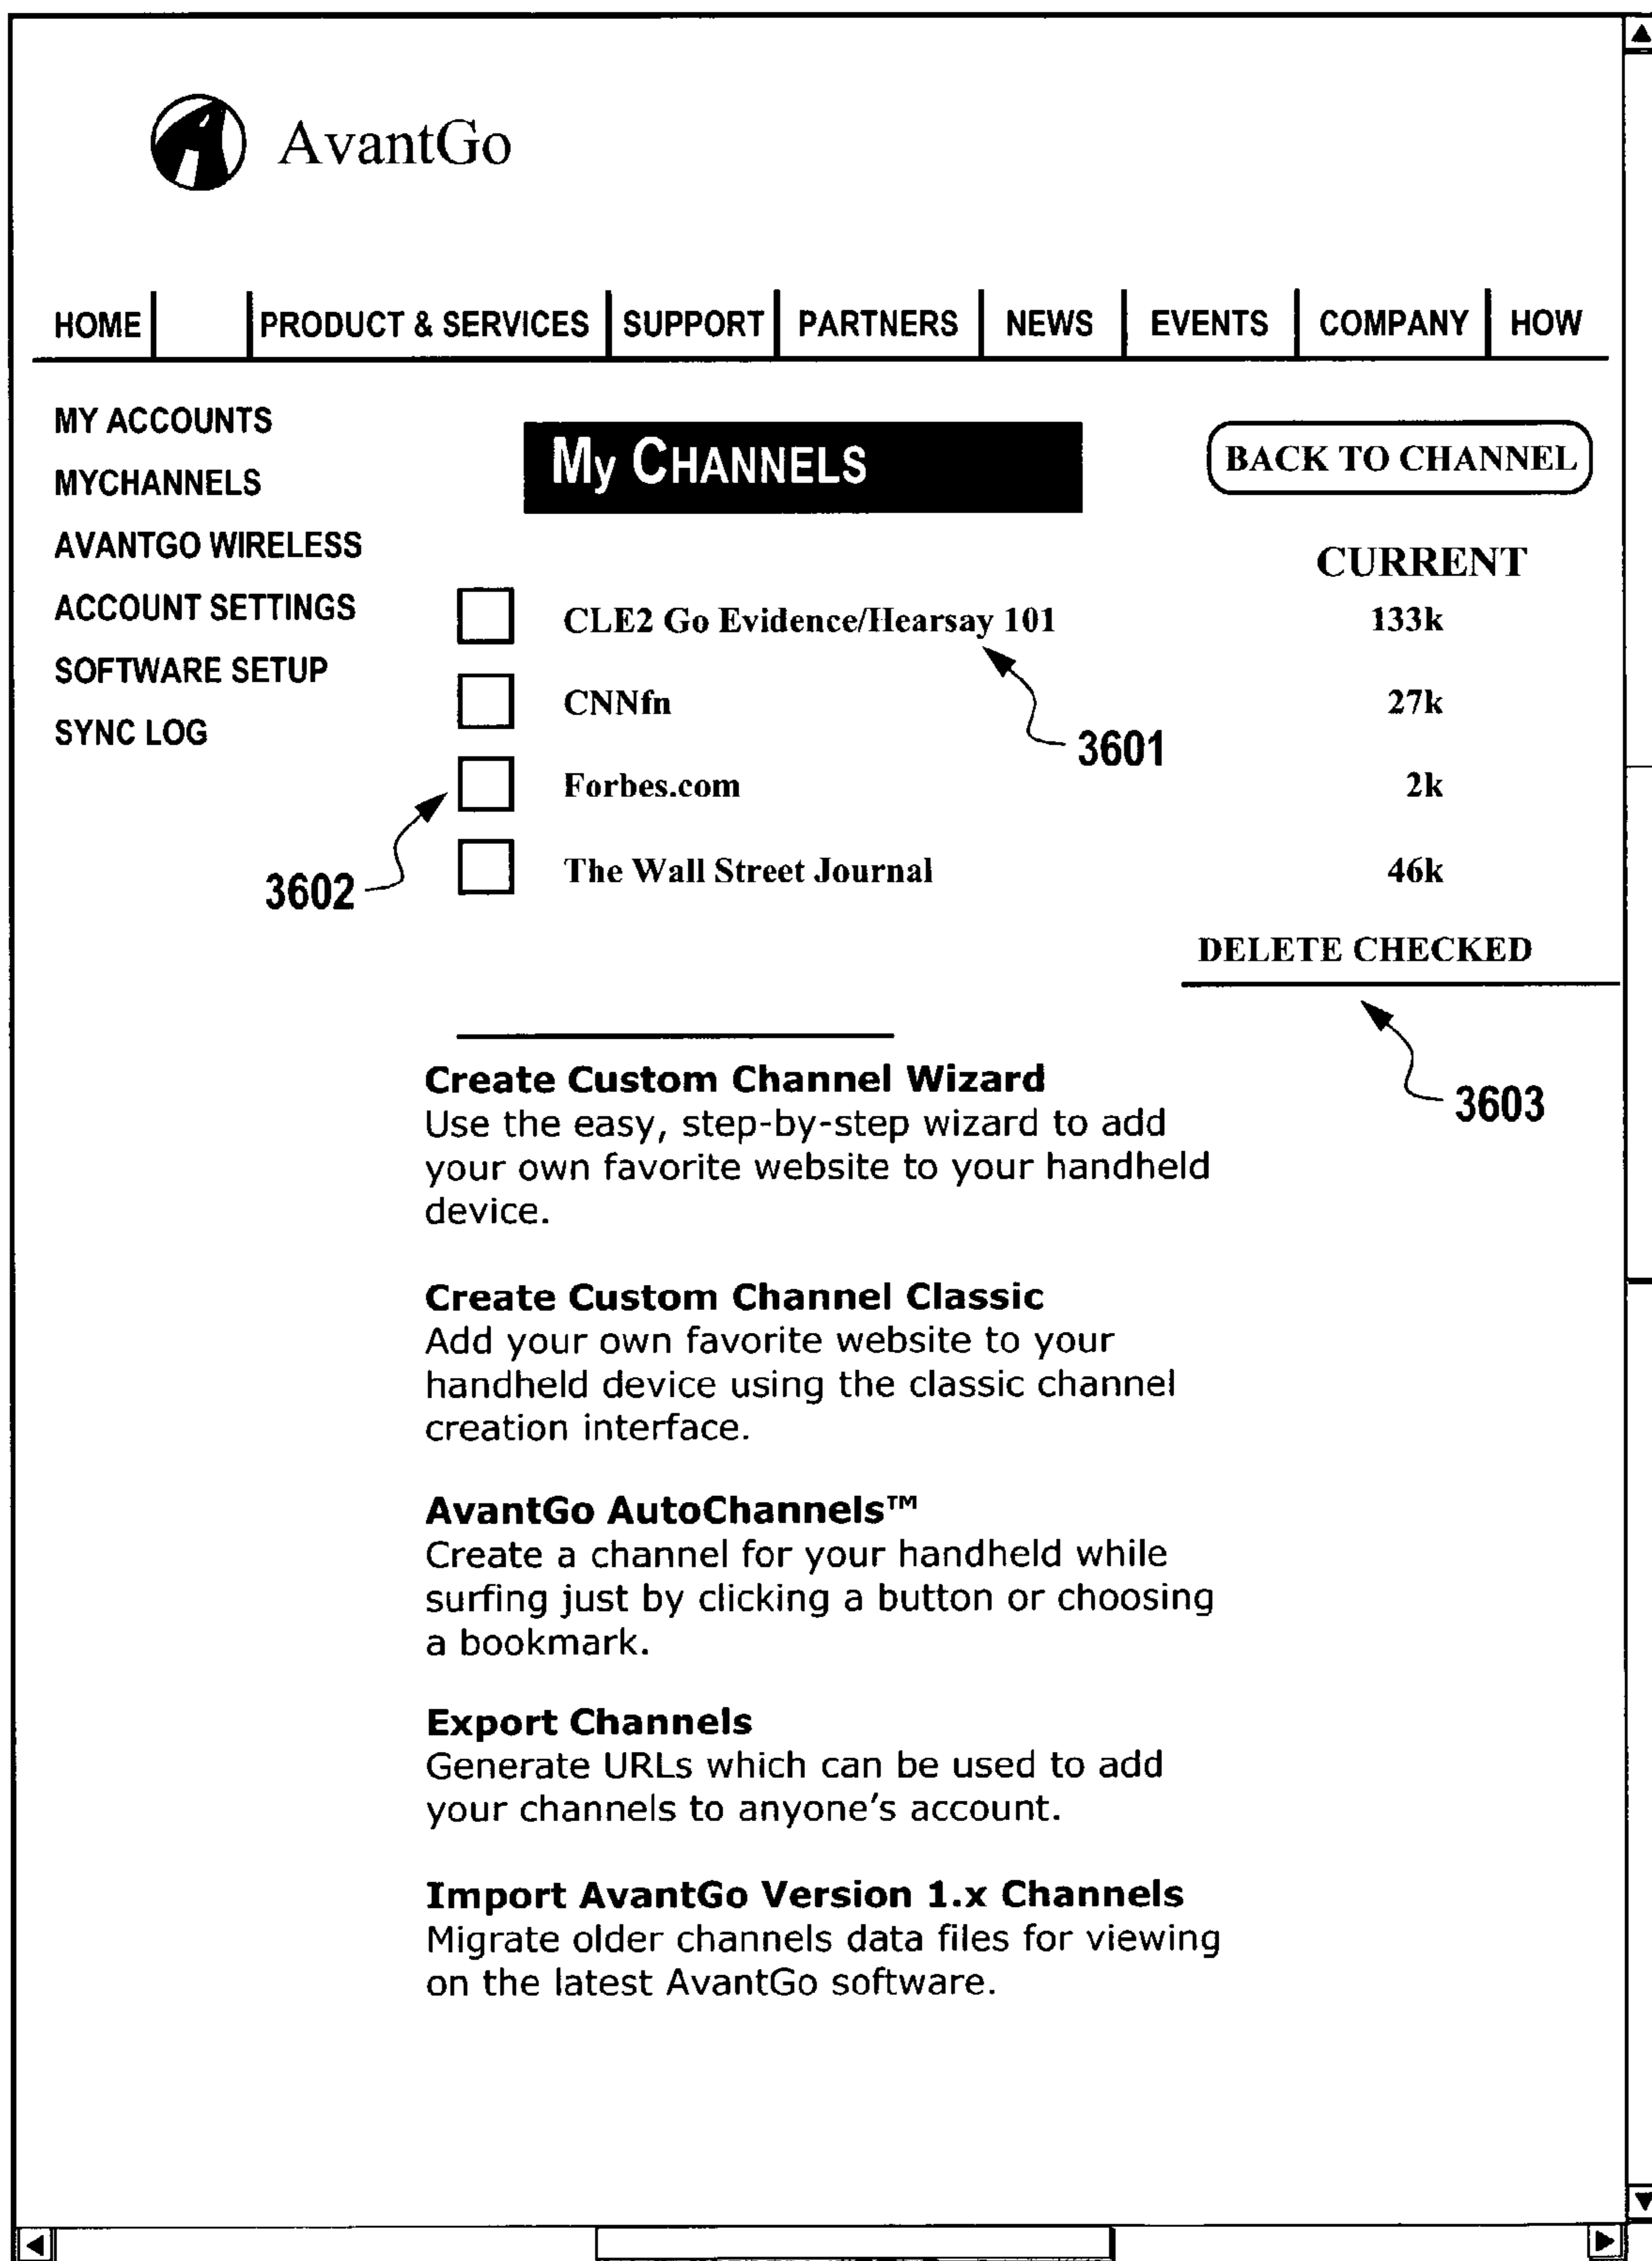 AvantGo
HOME PRODUCT & SERVICES SUPPORT PARTNERS NEWS EVENTS COMPANY HOW
MY ACCOUNTS
MYCHANNELS
AVANTGO WIRELESS
ACCOUNT SETTINGS
SOFTWARE SETUP
SYNC LOG
My CHANNELS
BACK TO CHANNEL
CURRENT
CLE2 Go Evidence/Hearsay 101 133k
CNNfn 27k
3601
Forbes.com 2k
3602
The Wall Street Journal 46k
DELETE CHECKED
3603
Create Custom Channel Wizard
Use the easy, step-by-step wizard to add
your own favorite website to your handheld
device.
Create Custom Channel Classic
Add your own favorite website to your
handheld device using the classic channel
creation interface.
AvantGo AutoChannels™
Create a channel for your handheld while
surfing just by clicking a button or choosing
a bookmark.
Export Channels
Generate URLs which can be used to add
your channels to anyone's account.
Import AvantGo Version 1.x Channels
Migrate older channels data files for viewing
on the latest AvantGo software.